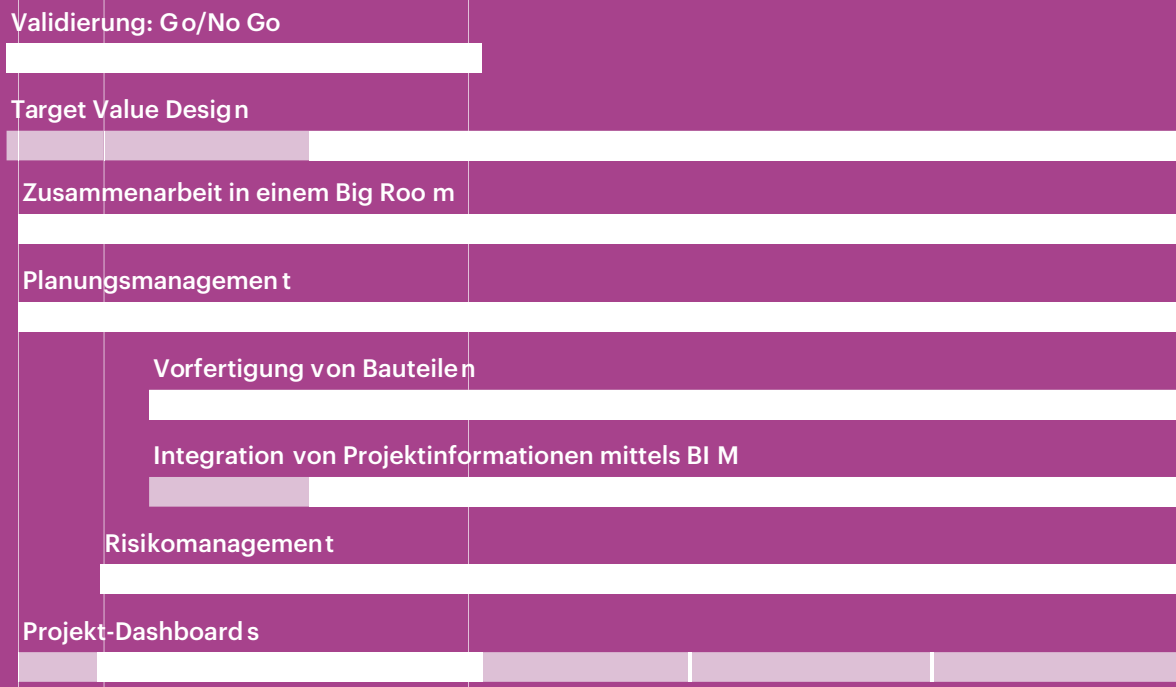 Validierung: Go/No Go
Target Value Design
Zusammenarbeit in einem Big Room
Planungsmanagement
Vorfertigung von Bauteilen
Integration von Projektinformationen mittels BIM
Risikomanagement
Projekt-Dashboards